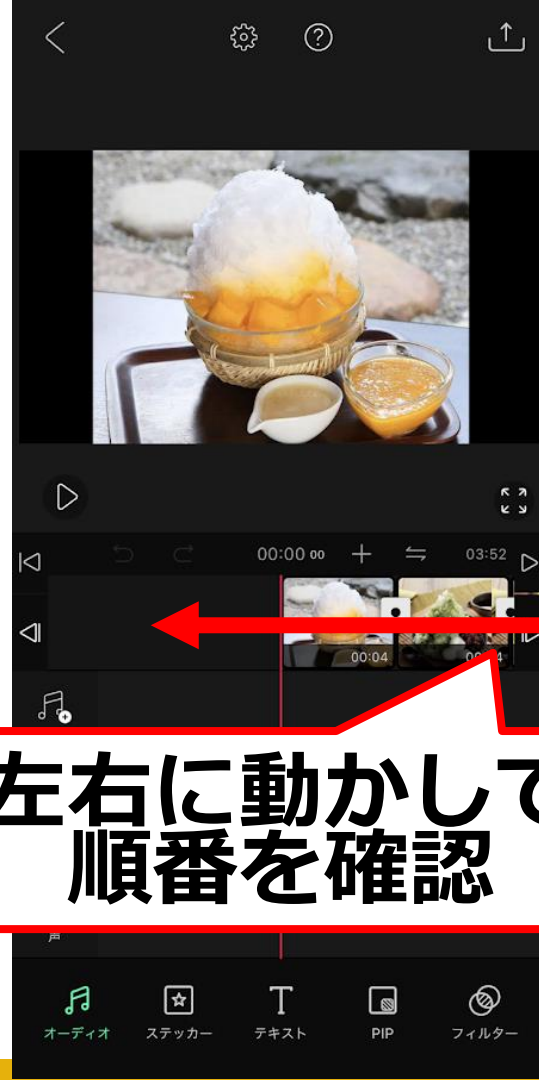 00:00 00
03:52
00:04
左右に動かして
順番を確認
声
オーディオ
ステッカー
テキスト
PIP
フィルター